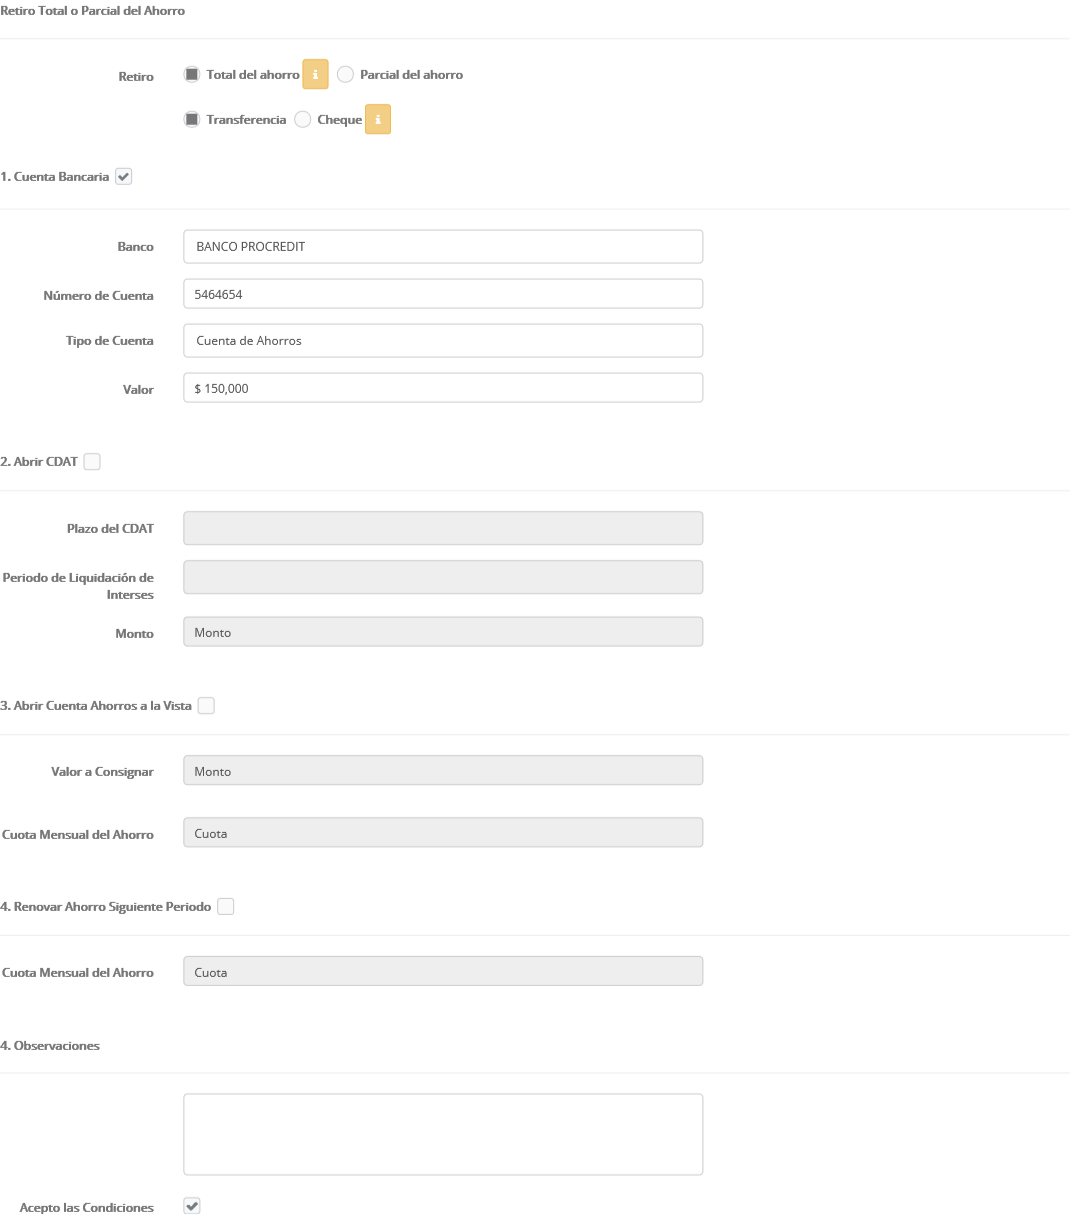 Retiro Total o Parcial del Ahorro
Retiro Total del ahorro i Parcial del ahorro
Transferencia Cheque i
1. Cuenta Bancaria
Banco BANCO PROCREDIT
Número de Cuenta 5464654
Tipo de Cuenta Cuenta de Ahorros
Valor $ 150,000
2. Abrir CDAT
Plazo del CDAT
Periodo de Liquidación de
Interses
Monto Monto
3. Abrir Cuenta Ahorros a la Vista
Valor a Consignar Monto
Cuota Mensual del Ahorro Cuota
4. Renovar Ahorro Siguiente Periodo
Cuota Mensual del Ahorro Cuota
4. Observaciones
Acepto las Condiciones